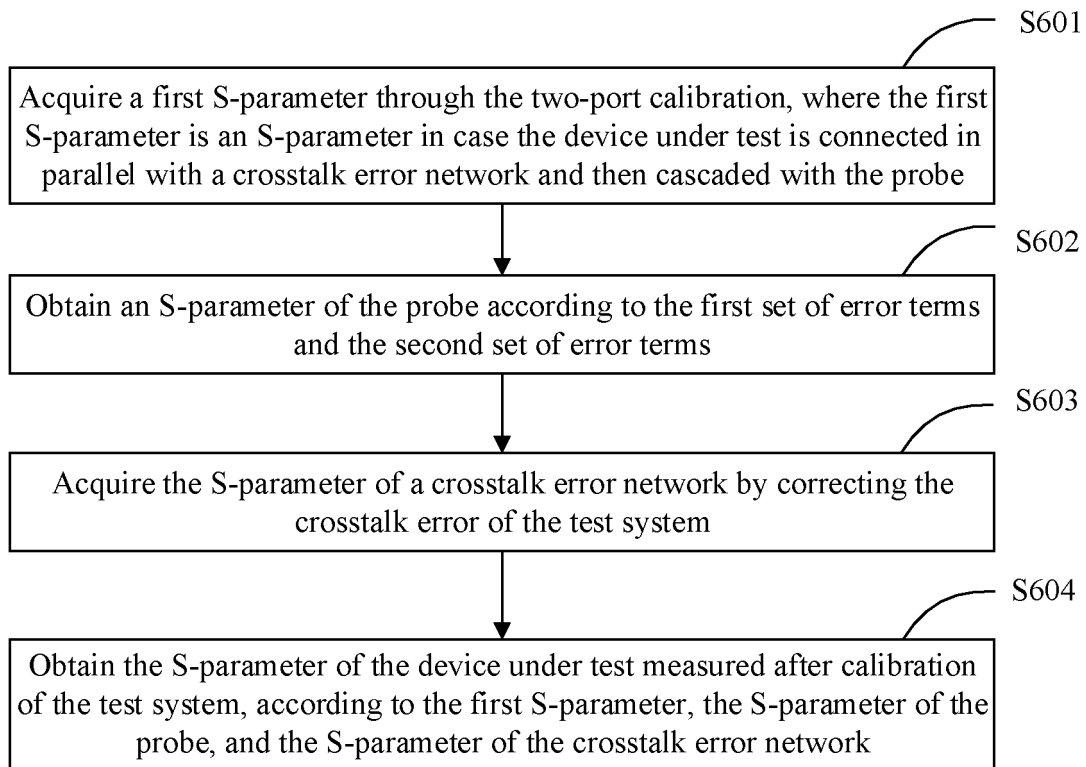 S601
Acquire a first S-parameter through the two-port calibration, where the first
S-parameter is an S-parameter in case the device under test is connected in
parallel with a crosstalk error network and then cascaded with the probe
S602
Obtain an S-parameter of the probe according to the first set of error terms
and the second set of error terms
S603
Acquire the S-parameter of a crosstalk error network by correcting the
crosstalk error of the test system
S604
Obtain the S-parameter of the device under test measured after calibration
of the test system, according to the first S-parameter, the S-parameter of the
probe, and the S-parameter of the crosstalk error network